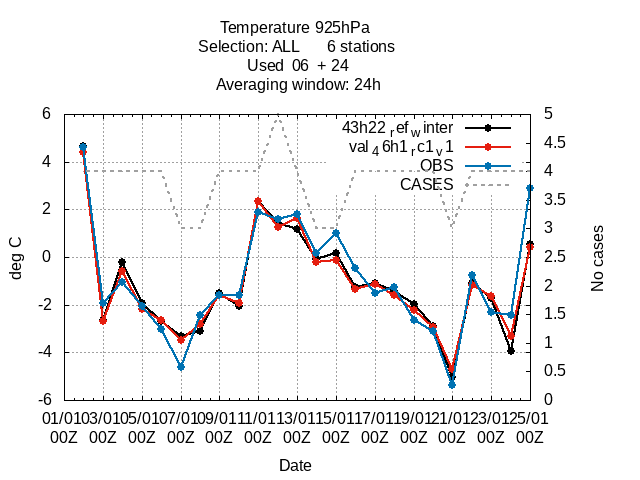 Temperature 925hPa
Selection: ALL 6 stations
Used 06 + 24
Averaging window: 24h
43h22 refwinter
val46h1rc1v1
OBS
CASES
deg C
6
4
2
0
-2
-4
-6
No cases
5
4.5
4
3.5
3
2.5
2
1.5
1
0.5
0
01/01 03/01 05/01 07/01 09/01 11/01 13/01 15/01 17/01 19/01 21/01 23/01 25/01
00Z 00Z 00Z 00Z 00Z 00Z 00Z 00Z 00Z 00Z 00Z 00Z 00Z
Date